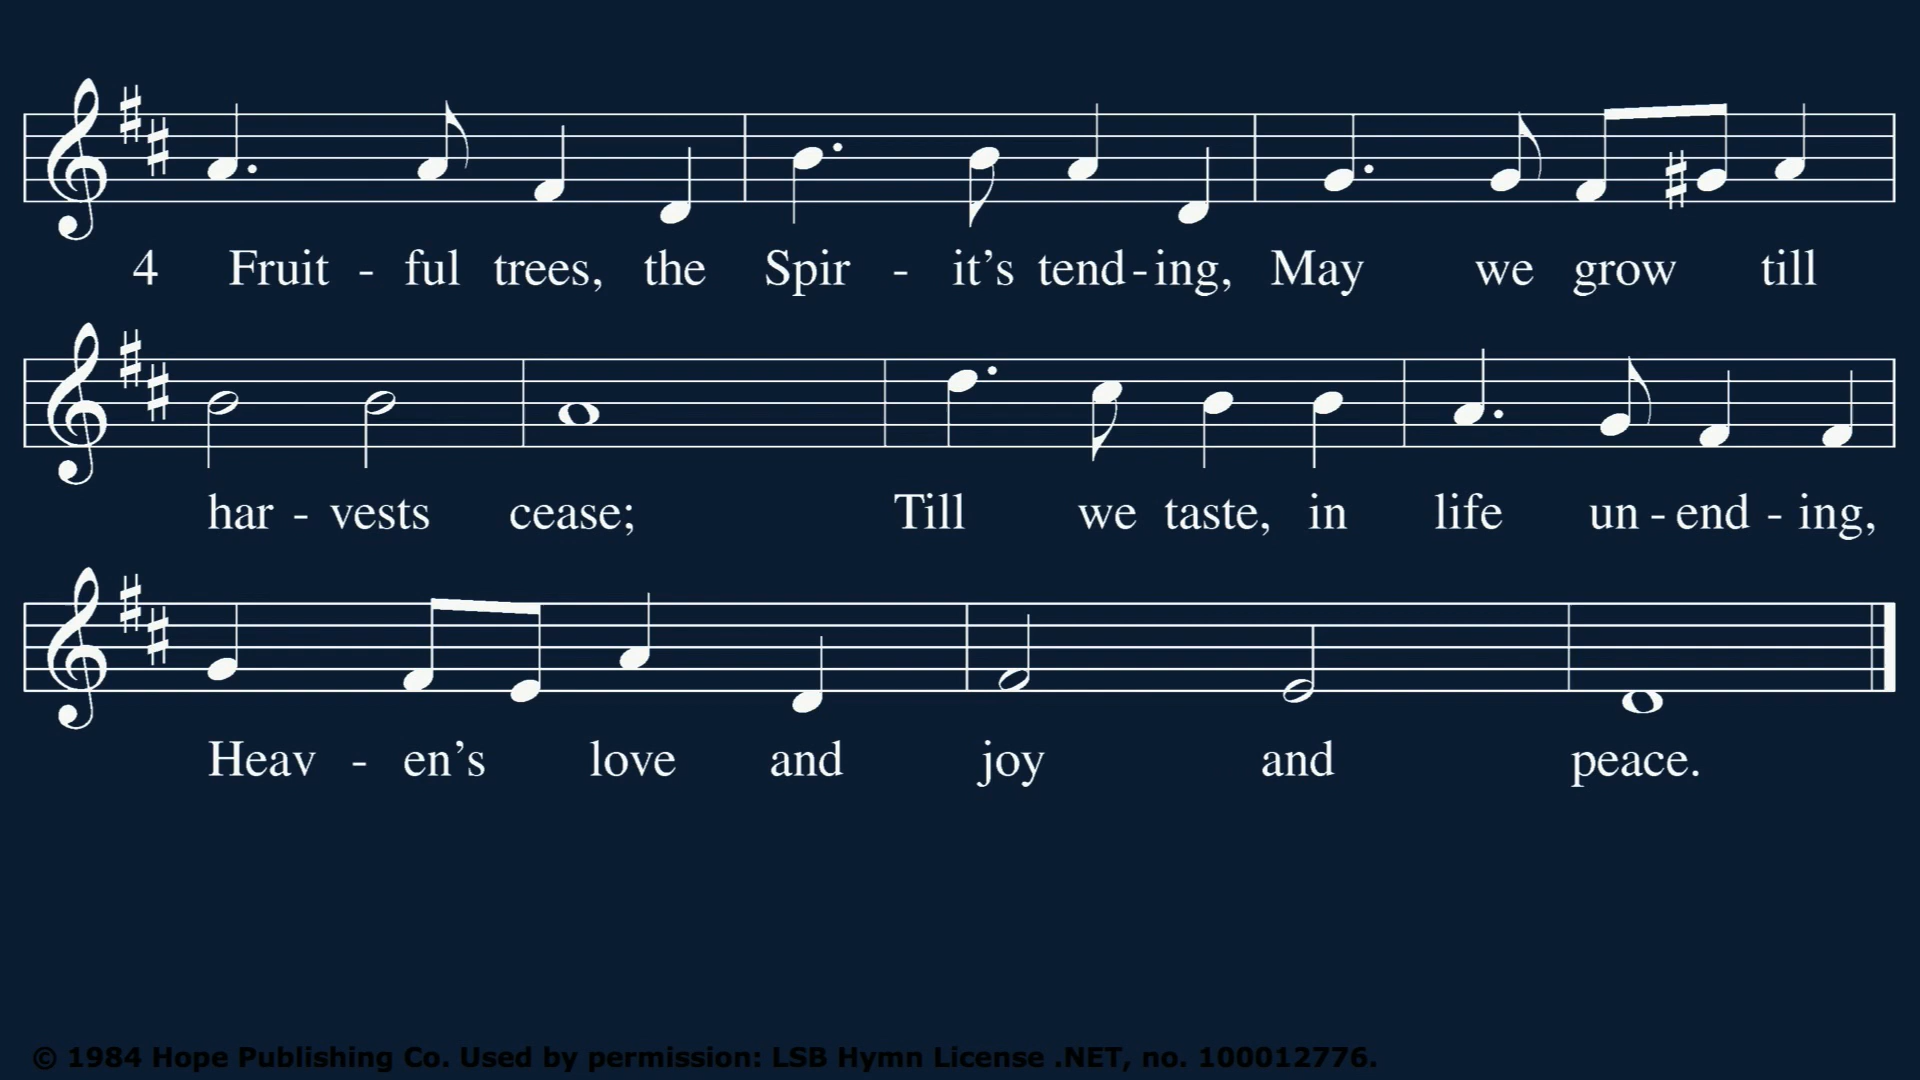 4 Fruit - ful trees, the Spir - it’s tend - ing, May we grow till
har - vests cease; Till we taste, in life un - end - ing,
Heav - en’s love and joy and peace.
© 1984 Hope Publishing Co. Used by permission: LSB Hymn License .NET, no. 100012776.